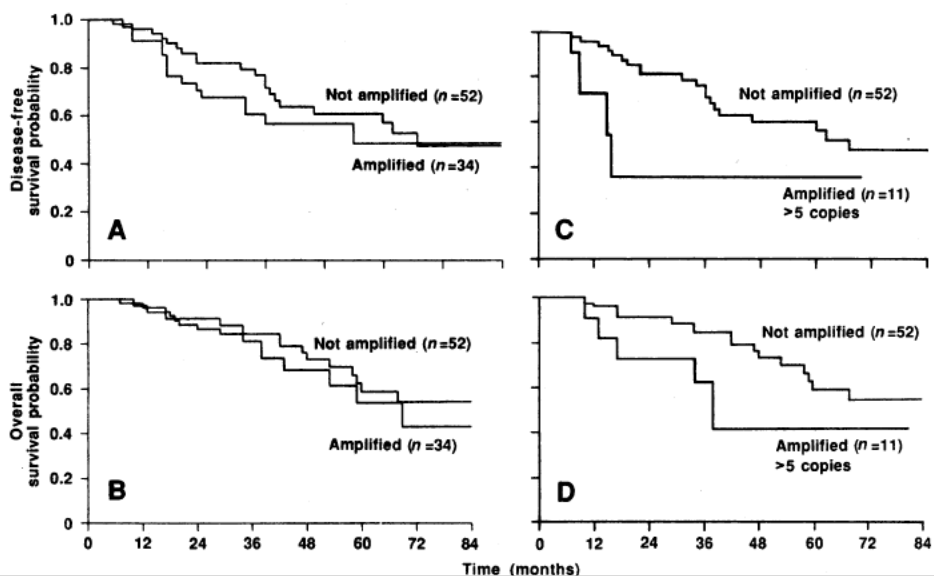 Disease-free
survival probability
1.0
0.8
0.6
0.4
0.2
0
Not amplified (n=52)
Amplified (n=34)
A
Not amplified (n=52)
Amplified (n=11)
>5 copies
C
Overall
survival probability
1.0
0.8
0.6
0.4
0.2
0
Not amplified (n=52)
Amplified (n=34)
B
0 12 24 36 48 60 72 84
Not amplified (n=52)
Amplified (n=11)
>5 copies
D
0 12 24 36 48 60 72 84
Time (months)